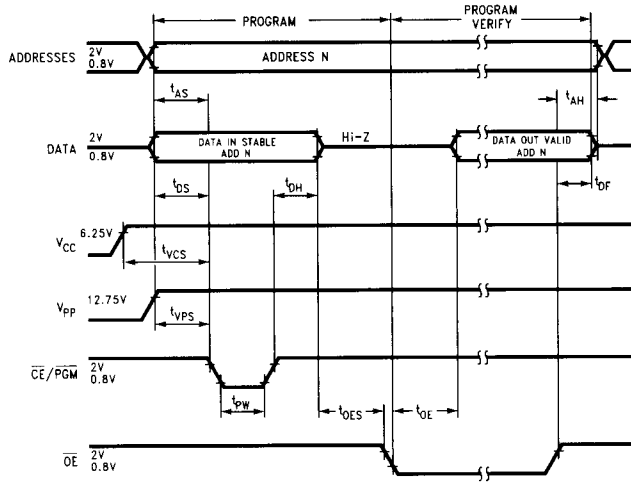 PROGRAM
PROGRAM
VERIFY
ADDRESSES
2V
0.8V
ADDRESS N
tAS
tAH
DATA
2V
0.8V
DATA IN STABLE
ADD N
Hi-Z
DATA OUT VALID
ADD N
tDS
tDH
tDF
VCC
6.25V
tVCS
VPP
12.75V
tVPS
CE/PGM
2V
0.8V
tPW
tOES
tOE
OE
2V
0.8V